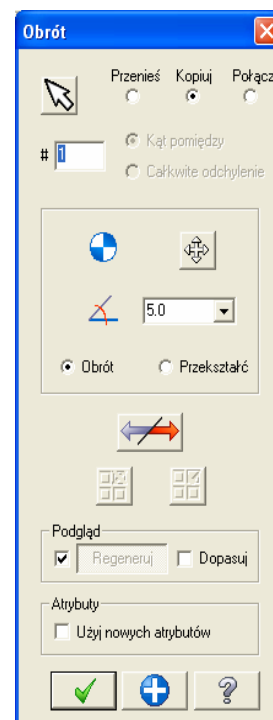 Obrót
Przenieś Kopiuj Połącz
# 1
Kąt pomiędzy
Całkwite odchylenie
5.0
Obrót Przekształć
Podgląd
Regeneruj Dopasuj
Atrybuty
Użyj nowych atrybutów